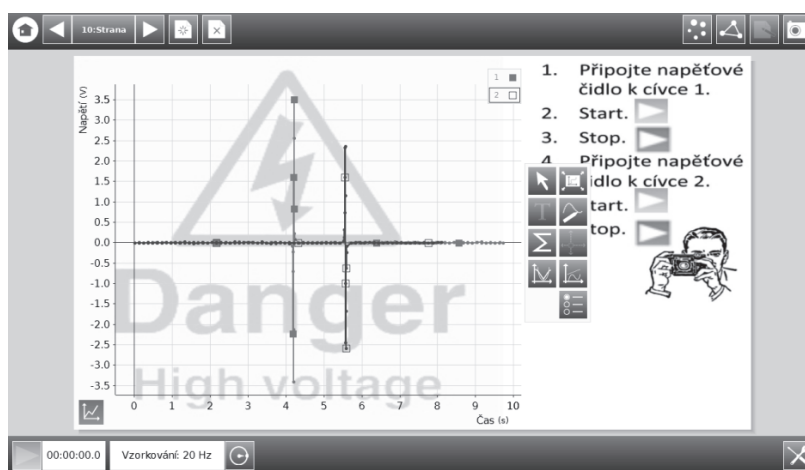 10:Strana
1
2
Napětí (V)
3.5
3.0
2.5
2.0
1.5
1.0
0.5
0.0
-0.5
-1.0
-1.5
-2.0
-2.5
-3.0
-3.5
0 1 2 3 4 5 6 7 8 9 10
Čas (s)
Danger
High voltage
1. Připojte napěťové
čidlo k cívce 1.
2. Start.
3. Stop.
4. Připojte napěťové
idlo k cívce 2.
tart.
top.
T
Σ
00:00:00.0
Vzorkování: 20 Hz